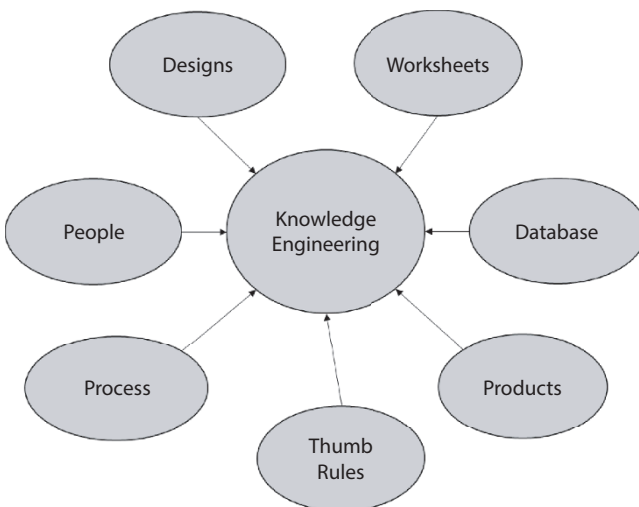 Designs
Worksheets
People
Knowledge
Engineering
Database
Process
Products
Thumb
Rules